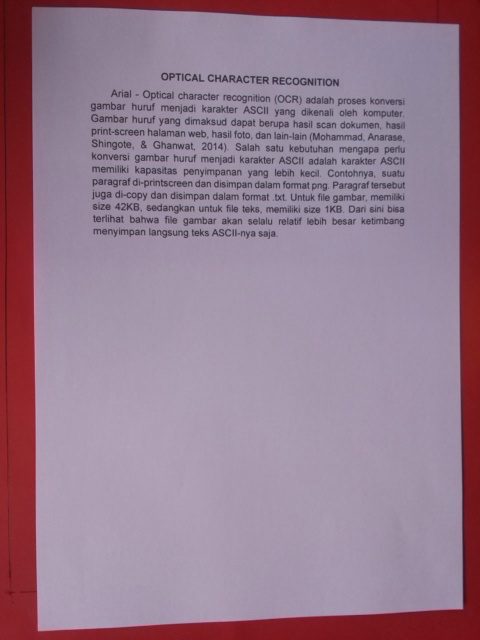 OPTICAL CHARACTER RECOGNITION
Arial - Optical character recognition (OCR) adalah proses konversi
gambar huruf menjadi karakter ASCII yang dikenali oleh komputer.
Gambar huruf yang dimaksud dapat berupa hasil scan dokumen, hasil
print-screen halaman web, hasil foto, dan lain-lain (Mohammad, Anarase,
Shingote, & Ghanwat, 2014). Salah satu kebutuhan mengapa perlu
konversi gambar huruf menjadi karakter ASCII adalah karakter ASCII
memiliki kapasitas penyimpanan yang lebih kecil. Contohnya, suatu
paragraf di-printscreen dan disimpan dalam format png. Paragraf tersebut
juga di-copy dan disimpan dalam format .txt. Untuk file gambar, memiliki
size 42KB, sedangkan untuk file teks, memiliki size 1KB. Dari sini bisa
terlihat bahwa file gambar akan selalu relatif lebih besar ketimbang
menyimpan langsung teks ASCII-nya saja.